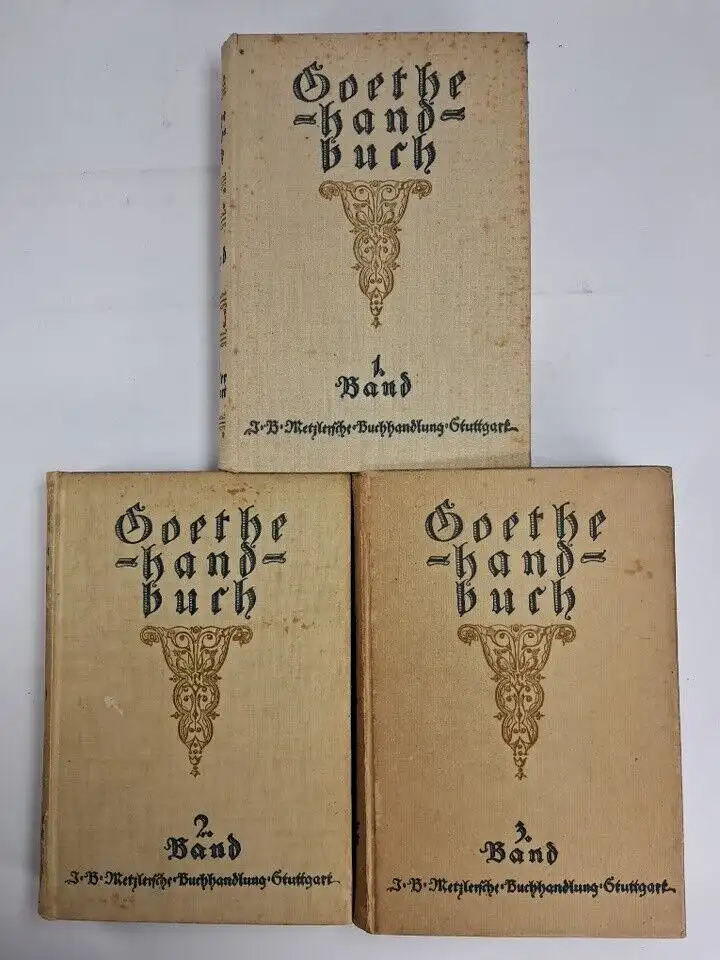 Goethe
-hand-
buch
1.
Band
J·B·Metzlersche·Buchhandlung·Stuttgart
Goethe
-hand-
buch
2.
Band
J·B·Metzlersche·Buchhandlung·Stuttgart
Goethe
-hand-
buch
3.
Band
J·B·Metzlersche·Buchhandlung·Stuttgart